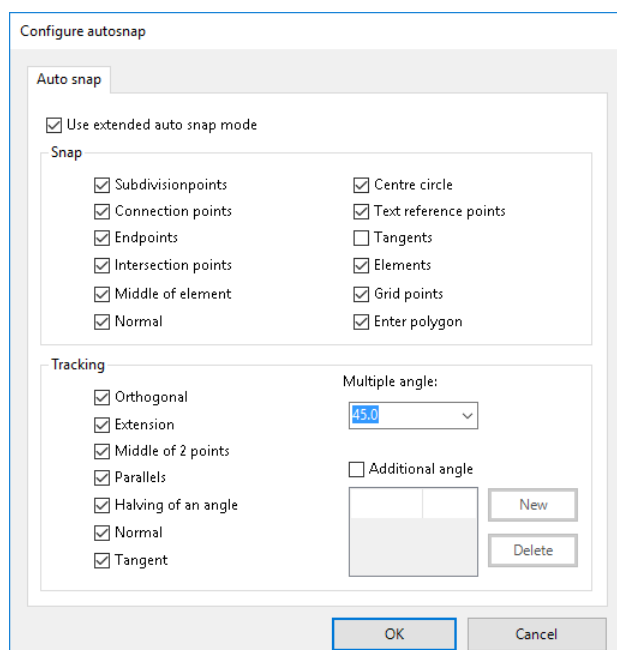 Configure autosnap
Auto snap
Use extended auto snap mode
Snap
Subdivisionpoints
Connection points
Endpoints
Intersection points
Middle of element
Normal
Centre circle
Text reference points
Tangents
Elements
Grid points
Enter polygon
Tracking
Orthogonal
Extension
Middle of 2 points
Parallels
Halving of an angle
Normal
Tangent
Multiple angle:
45.0
Additional angle
New
Delete
OK
Cancel